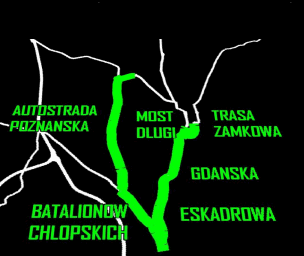 AUTOSTRADA
POZNANSKA
MOST
DLUGI
TRASA
ZAMKOWA
GDANSKA
BATALIONOW
CHLOPSKICH
ESKADROWA